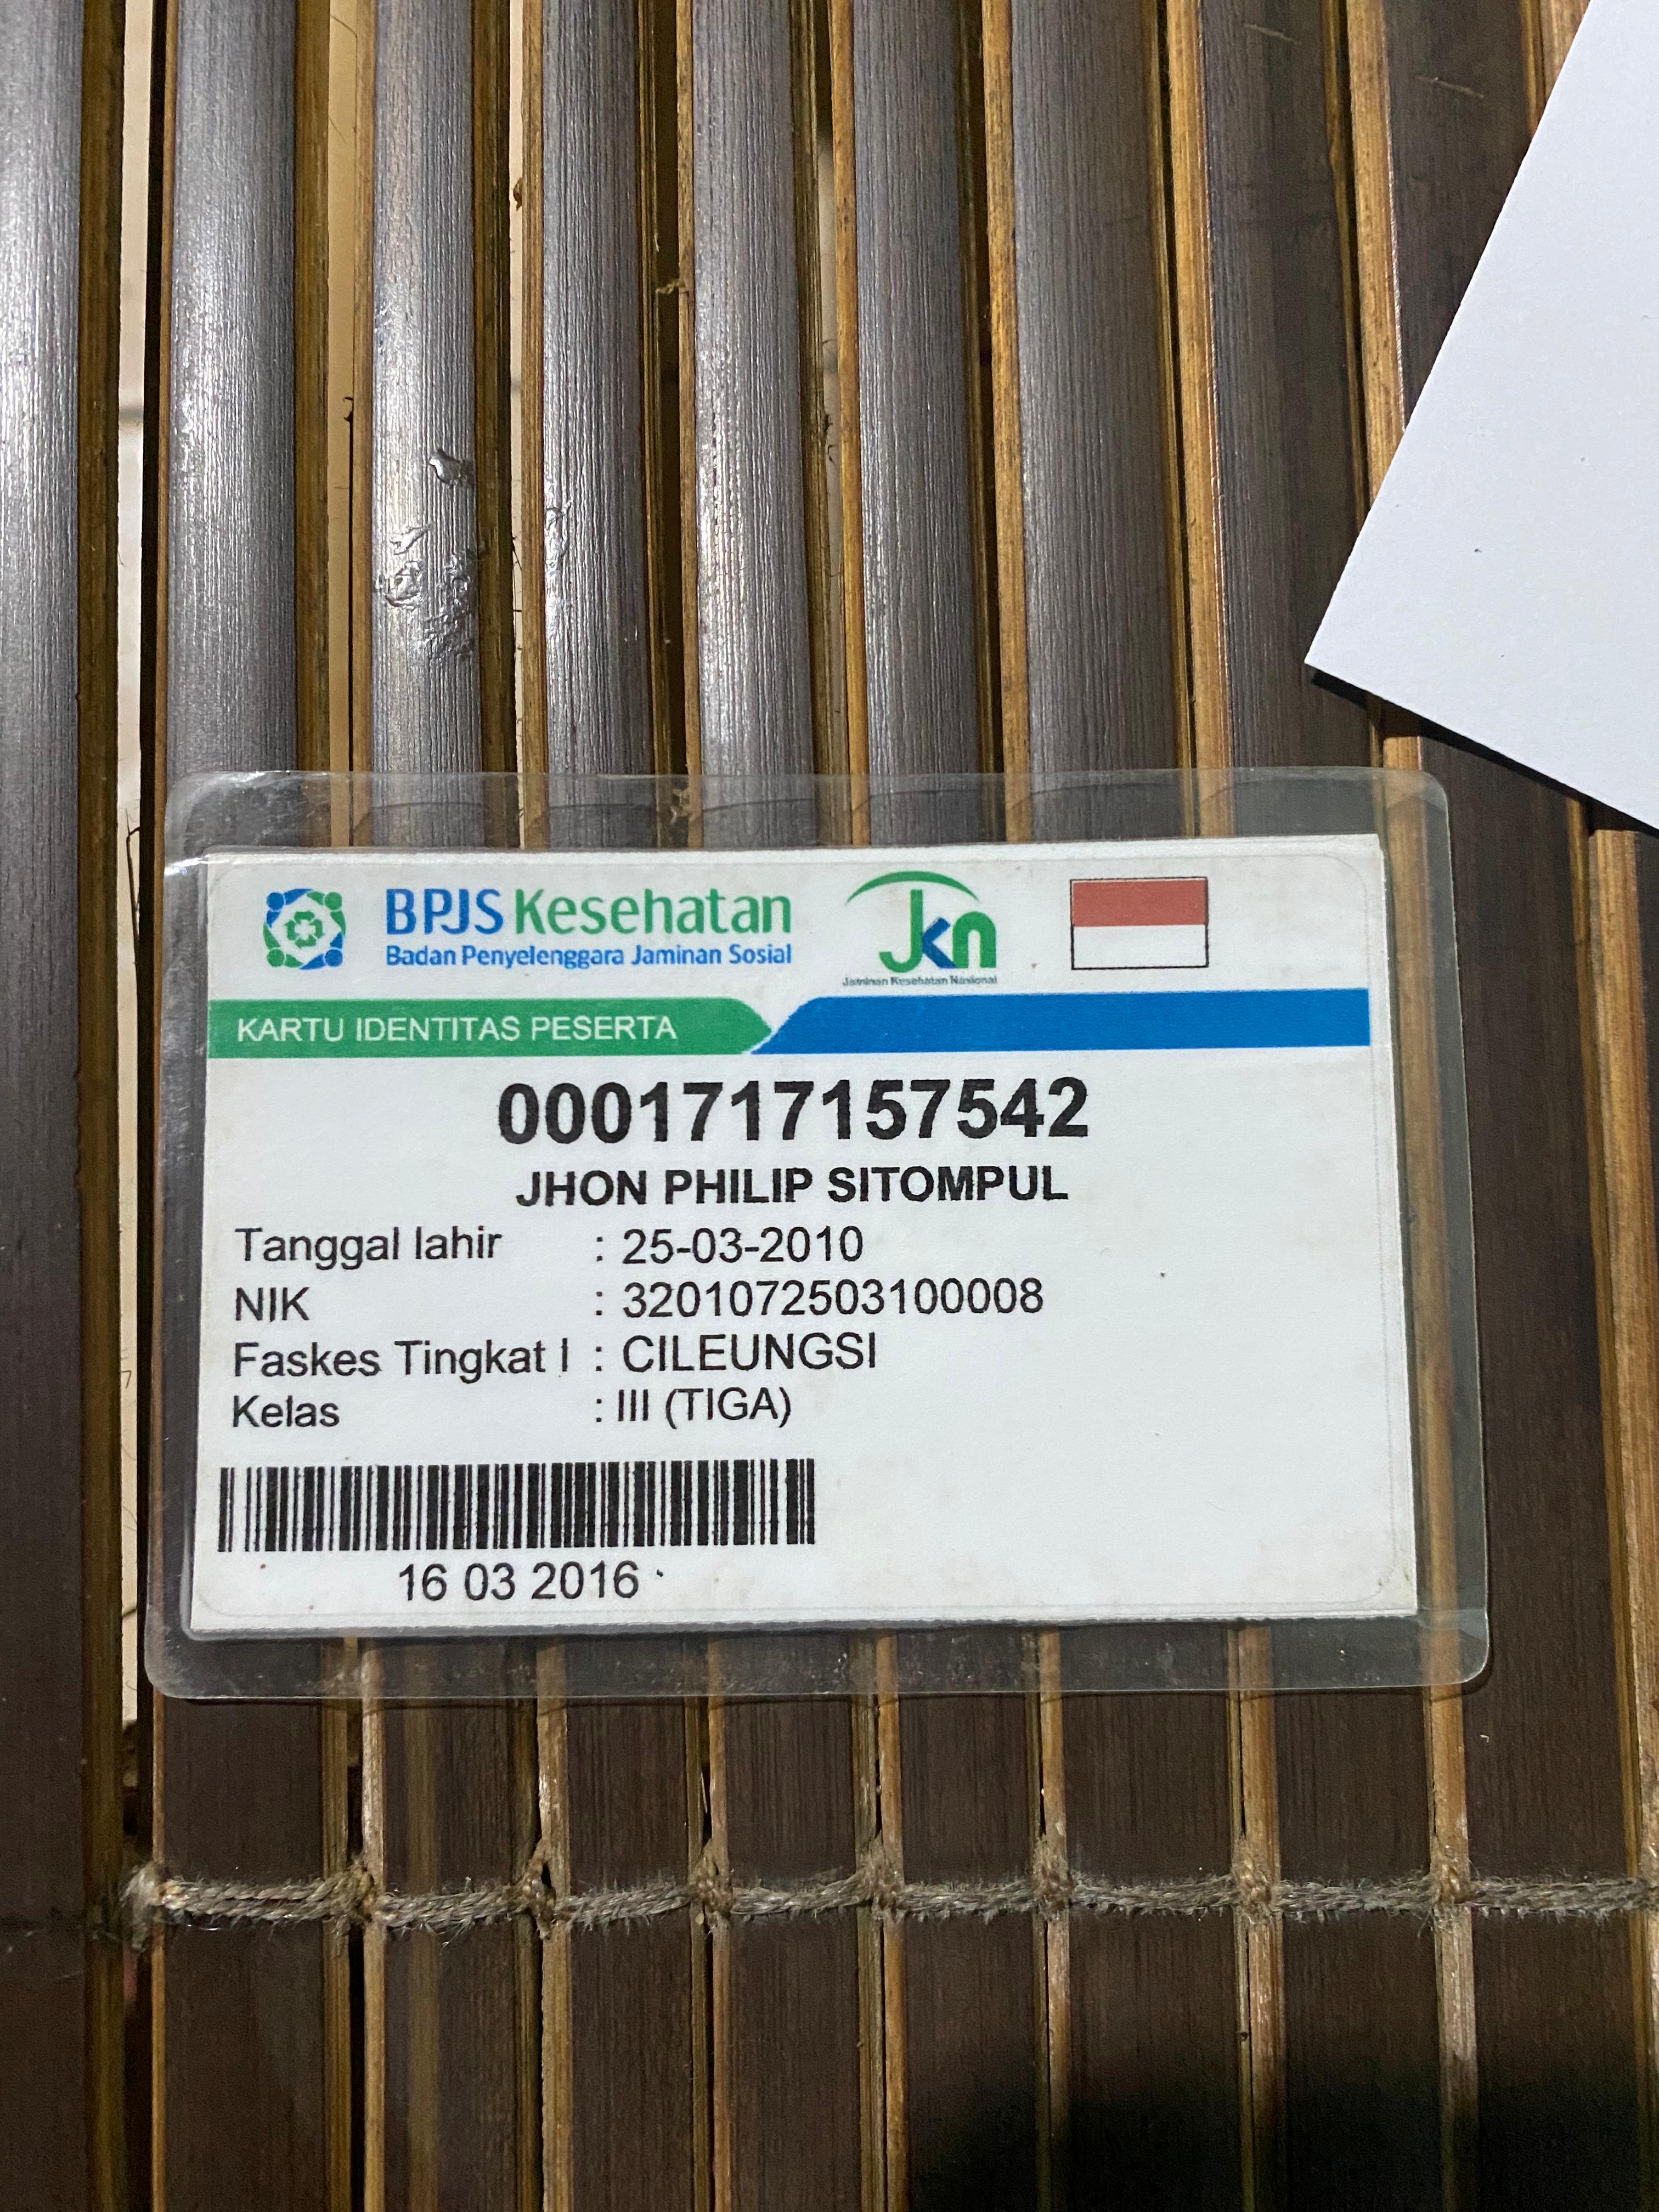 BPJS Kesehatan
Badan Penyelenggara Jaminan Sosial
Jkn
Jaminan Kesehatan Nasional
KARTU IDENTITAS PESERTA
0001717157542
JHON PHILIP SITOMPUL
Tanggal lahir : 25-03-2010
NIK : 3201072503100008
Faskes Tingkat I : CILEUNGSI
Kelas : III (TIGA)
16 03 2016